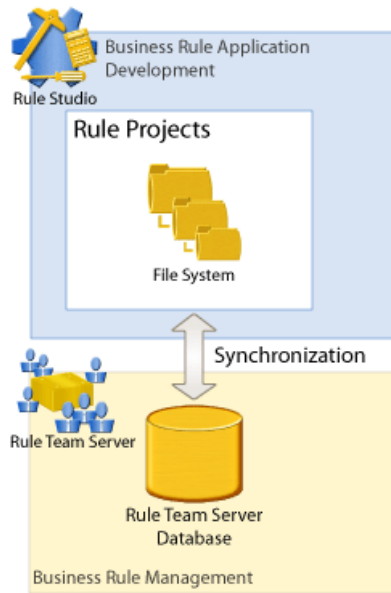 Business Rule Application
Development
Rule Studio
Rule Projects
File System
Synchronization
Rule Team Server
Rule Team Server
Database
Business Rule Management